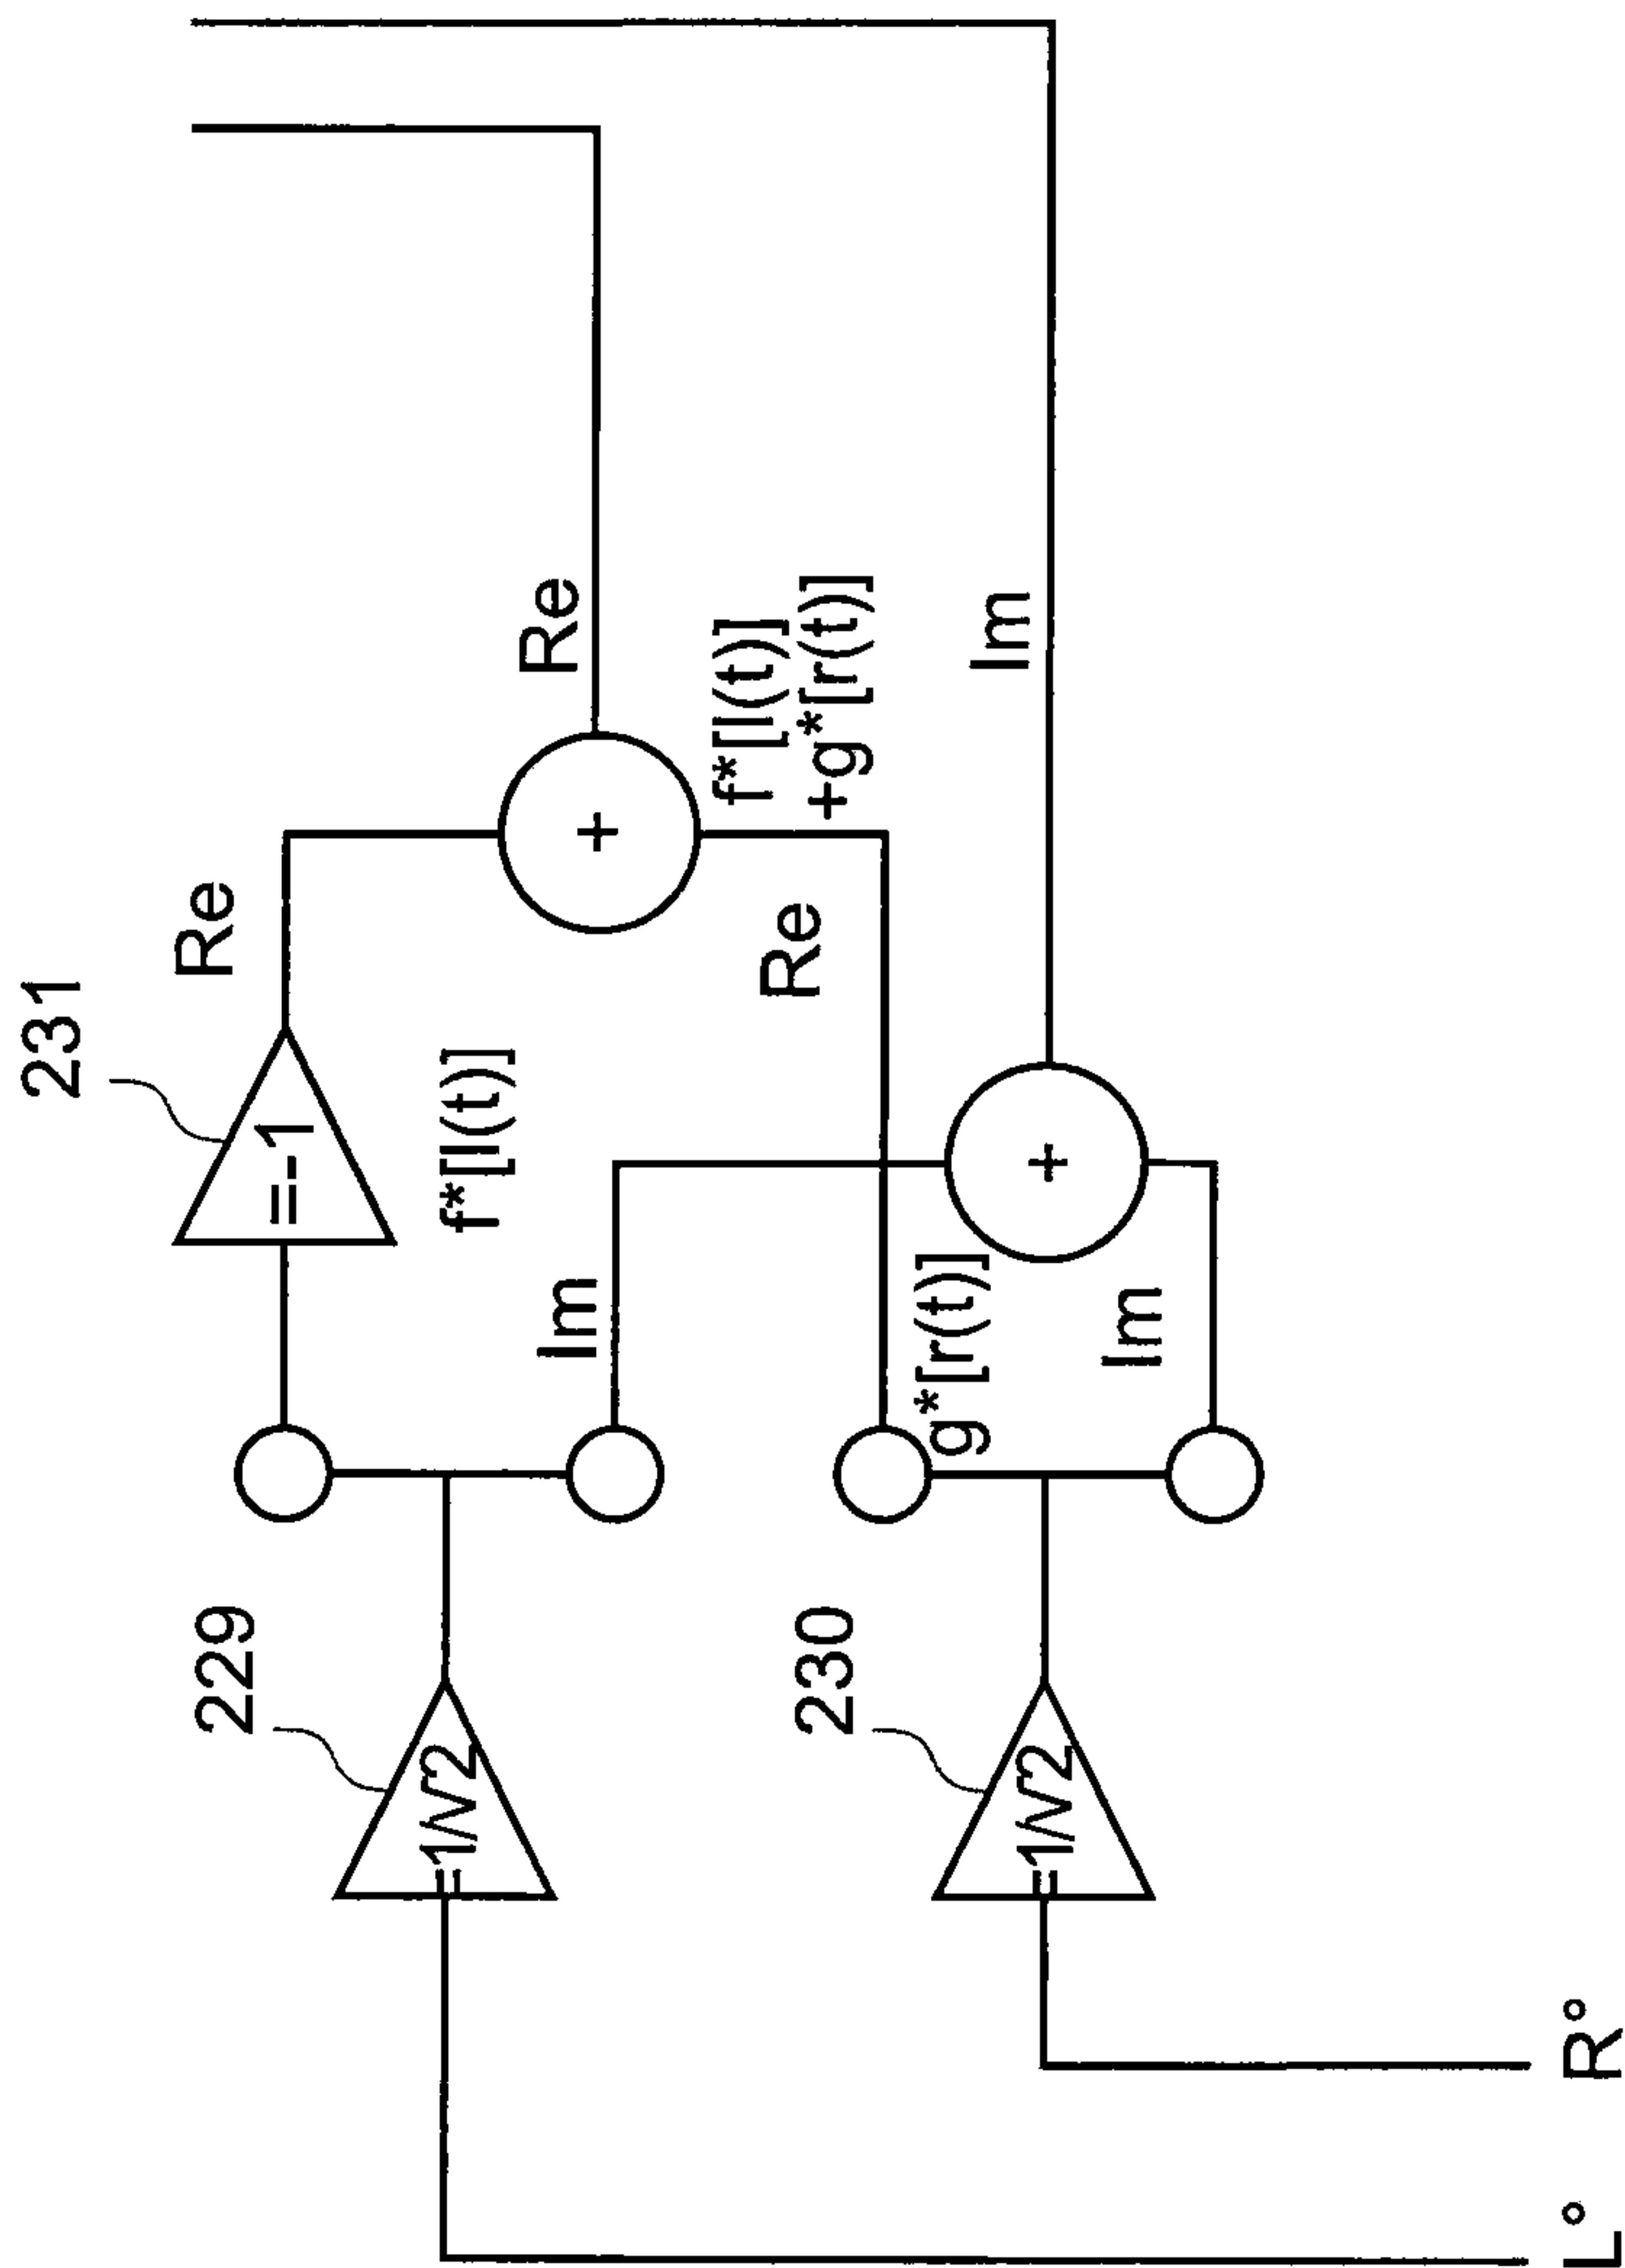 231
229
Re
=-1
=1/√2
f*[l(t)]
Im
Re
+
f*[l(t)]
+g*[r(t)]
Re
230
g*[r(t)]
Im
=1/√2
+
Im
L°
R°